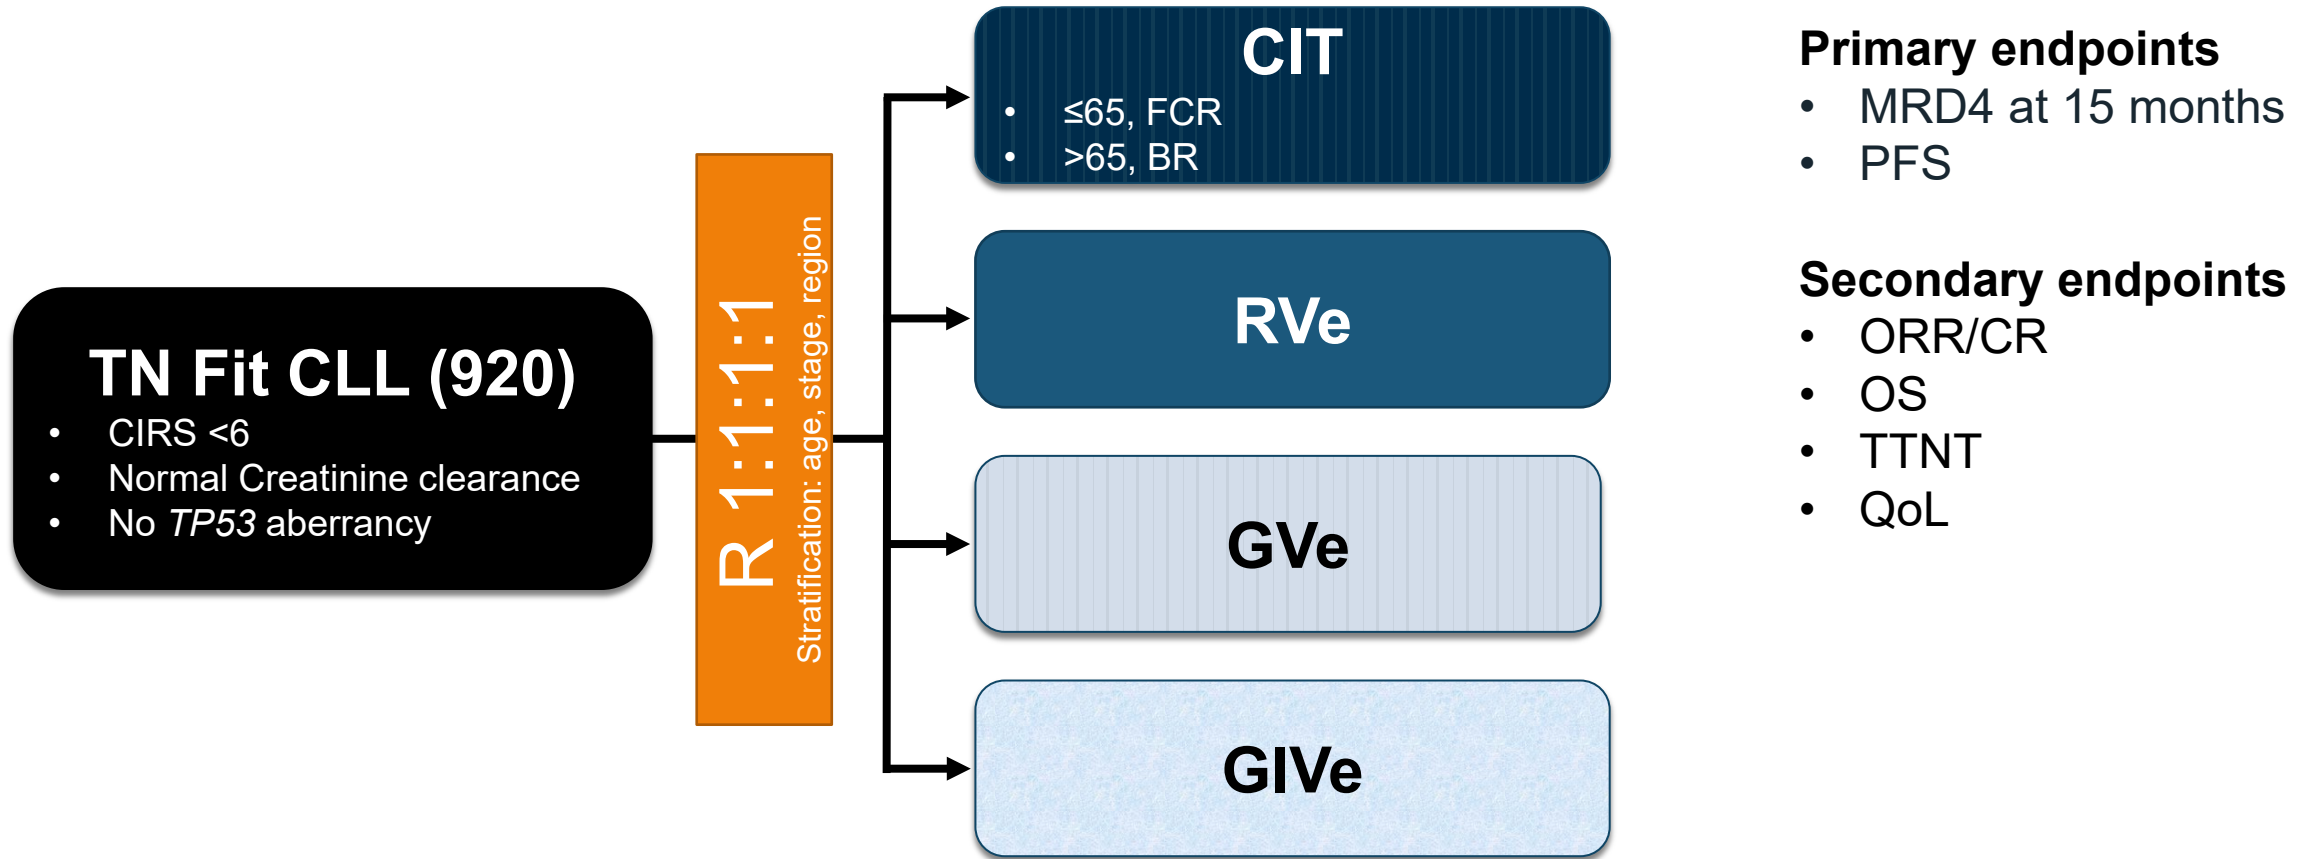 TN Fit CLL (920)
• CIRS <6
• Normal Creatinine clearance
• No TP53 aberrancy
R 1:1:1:1
Stratification: age, stage, region
CIT
• ≤65, FCR
• >65, BR
RVe
GVe
GIVe
Primary endpoints
• MRD4 at 15 months
• PFS
Secondary endpoints
• ORR/CR
• OS
• TTNT
• QoL